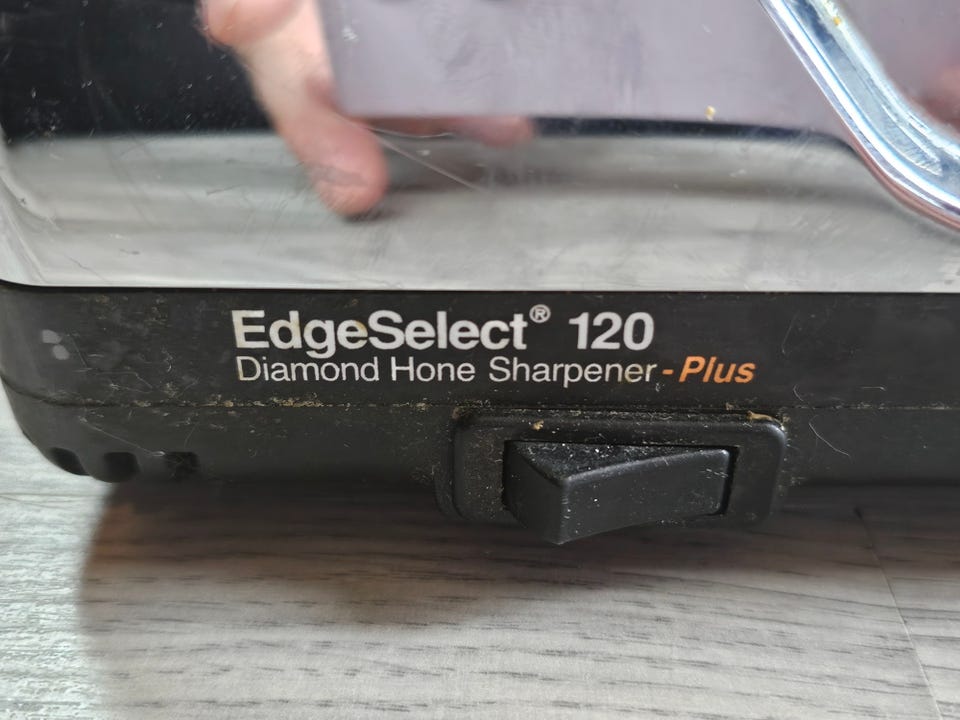 EdgeSelect® 120
Diamond Hone Sharpener - Plus